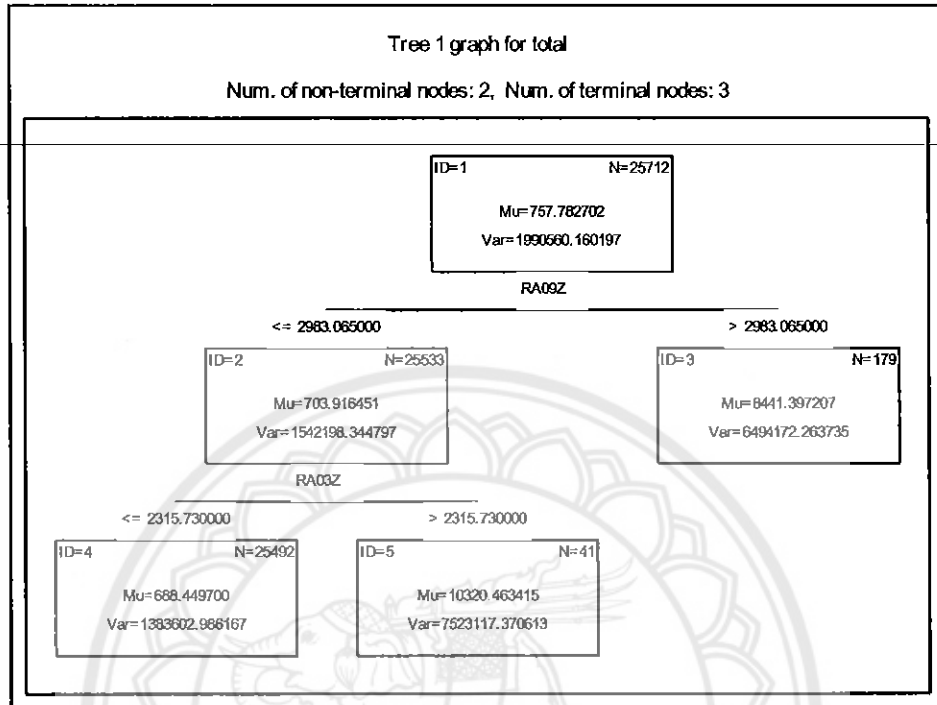 Tree 1 graph for total
Num. of non-terminal nodes: 2, Num. of terminal nodes: 3
ID=1 N=25712
Mu=757.782702
Var=1990560.160197
RA09Z
<= 2983.065000 > 2983.065000
ID=2 N=25533
Mu=703.916451
Var=1542198.344797
ID=3 N=179
Mu=8441.397207
Var=6494172.263735
RA03Z
<= 2315.730000 > 2315.730000
ID=4 N=25492
Mu=688.449700
Var=1383602.986167
ID=5 N=41
Mu=10320.463415
Var=7523117.370613